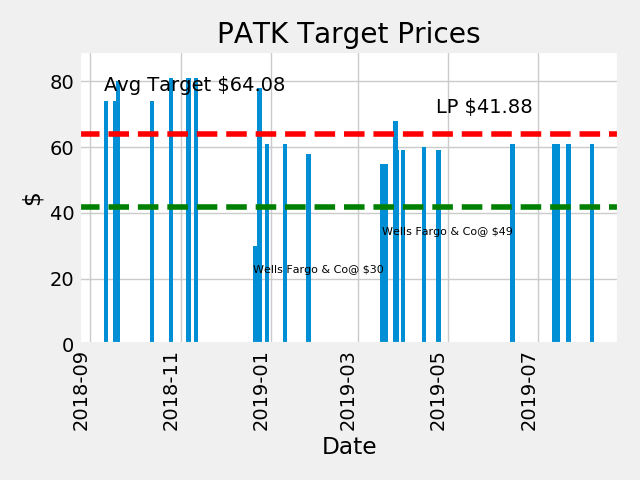 PATK Target Prices
Avg Target $64.08
LP $41.88
Wells Fargo & Co@ $49
Wells Fargo & Co@ $30
$
80
60
40
20
0
2018-09
2018-11
2019-01
2019-03
2019-05
2019-07
Date